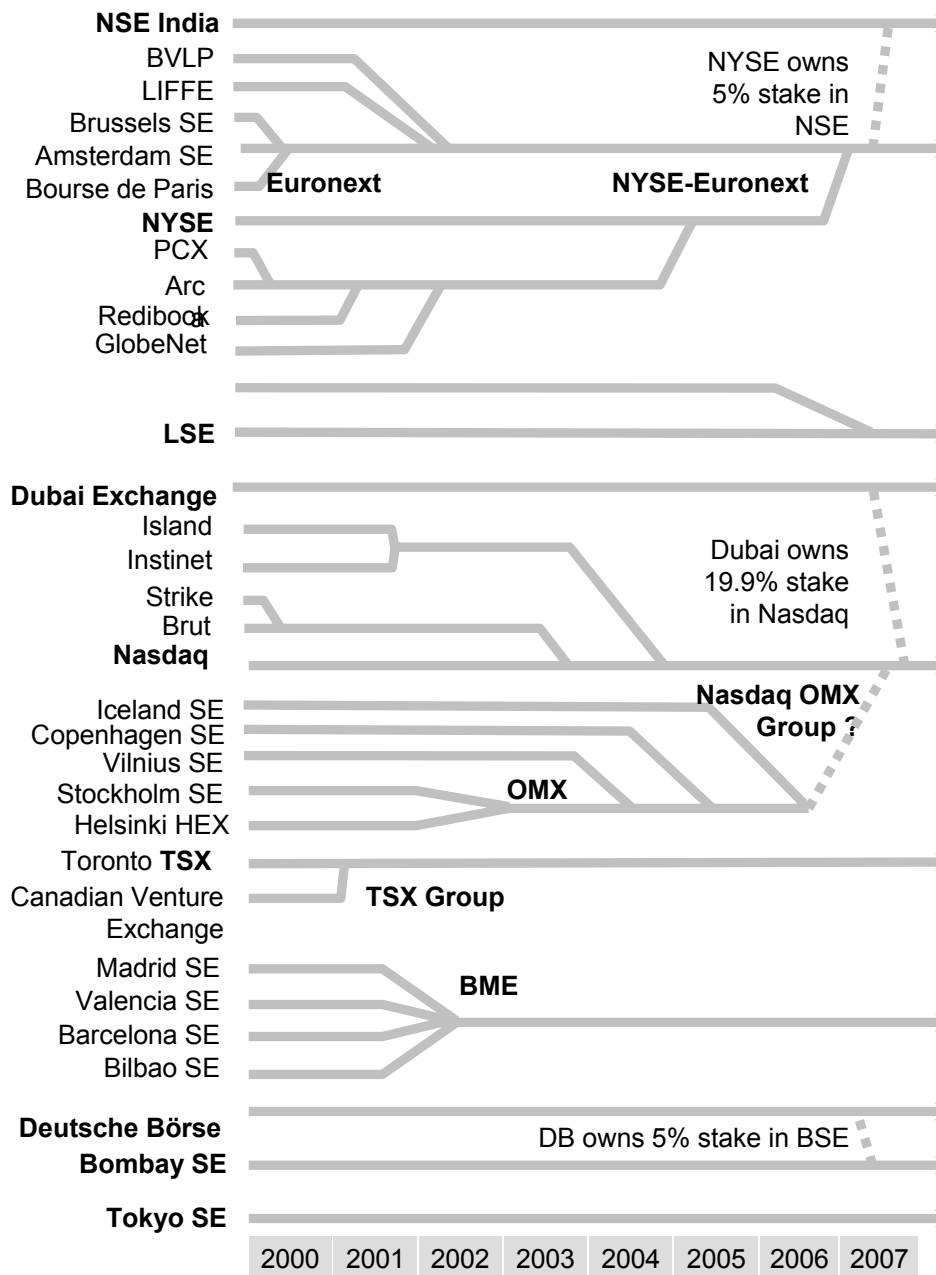 NSE India
BVLP
LIFFE
Brussels SE
Amsterdam SE
Bourse de Paris
NYSE
PCX
Arc
a
Redibook
GlobeNet
NYSE owns
5% stake in
NSE
Euronext
NYSE-Euronext
LSE
Dubai Exchange
Island
Instinet
Strike
Brut
Nasdaq
Dubai owns
19.9% stake
in Nasdaq
Iceland SE
Copenhagen SE
Vilnius SE
Stockholm SE
Helsinki HEX
OMX
Nasdaq OMX
Group ?
Toronto TSX
Canadian Venture
Exchange
TSX Group
Madrid SE
Valencia SE
Barcelona SE
Bilbao SE
BME
Deutsche Börse
DB owns 5% stake in BSE
Bombay SE
Tokyo SE
2000 2001 2002 2003 2004 2005 2006 2007